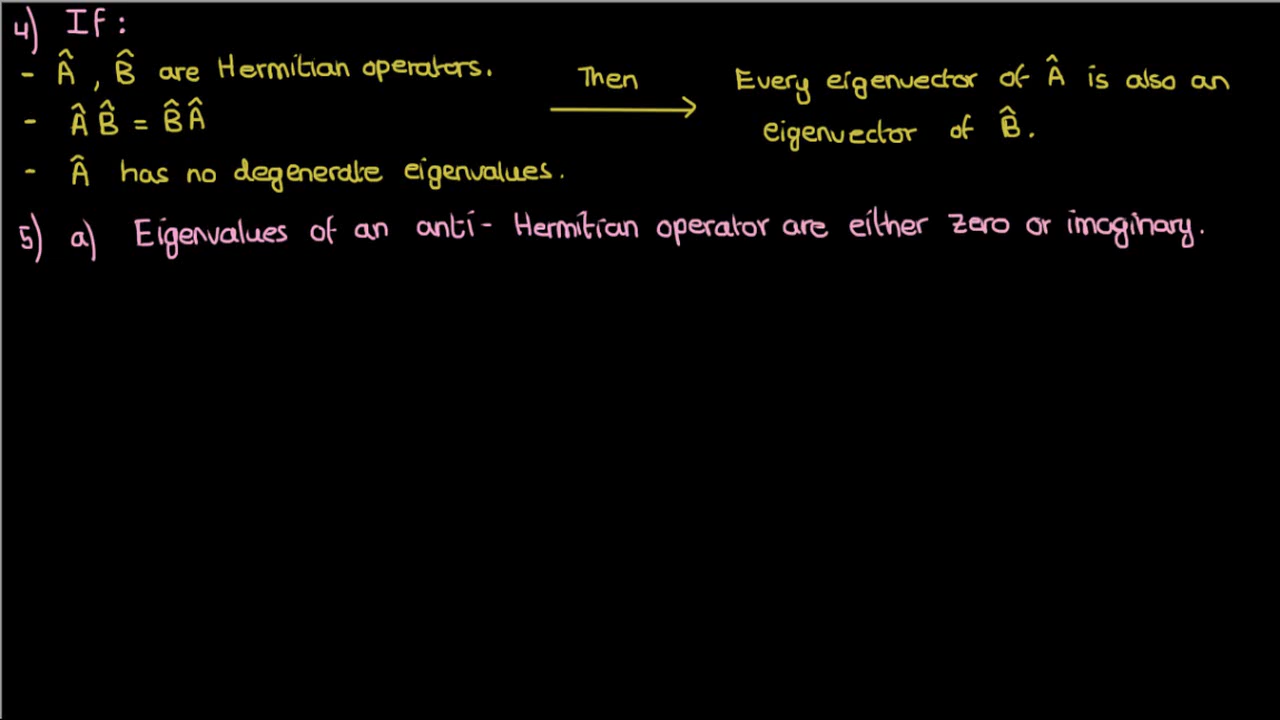 4) If:
- Â, B̂ are Hermitian operators.
- Â B̂ = B̂ Â
- Â has no degenerate eigenvalues.
Then
Every eigenvector of Â is also an
eigenvector of B̂.
5) a) Eigenvalues of an anti-Hermitian operator are either zero or imaginary.